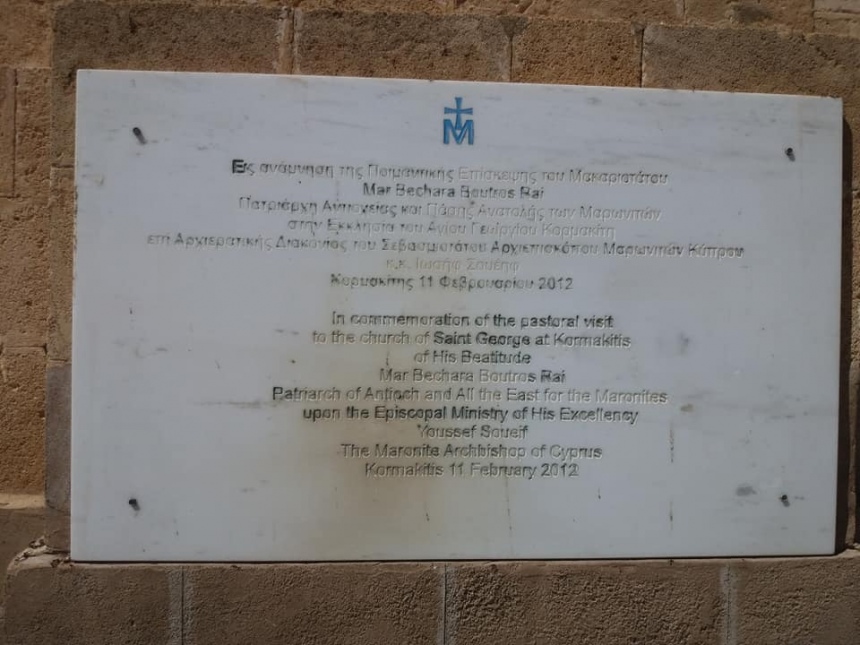 Εις ανάμνηση της Ποιμαντικής Επίσκεψης του Μακαριοτάτου
Mar Bechara Boutros Rai
Πατριάρχη Αντιοχείας και Πάσης Ανατολής των Μαρωνιτών
στην Εκκλησία του Αγίου Γεωργίου Κορμακίτη
επί Αρχιερατικής Διακονίας του Σεβασμιοτάτου Αρχιεπισκόπου Μαρωνιτών Κύπρου
κ.κ. Ιωσήφ Σουέηφ
Κορμακίτης 11 Φεβρουαρίου 2012
In commemoration of the pastoral visit
to the church of Saint George at Kormakitis
of His Beatitude
Mar Bechara Boutros Rai
Patriarch of Antioch and All the East for the Maronites
upon the Episcopal Ministry of His Excellency
Youssef Soueif
The Maronite Archbishop of Cyprus
Kormakitis 11 February 2012